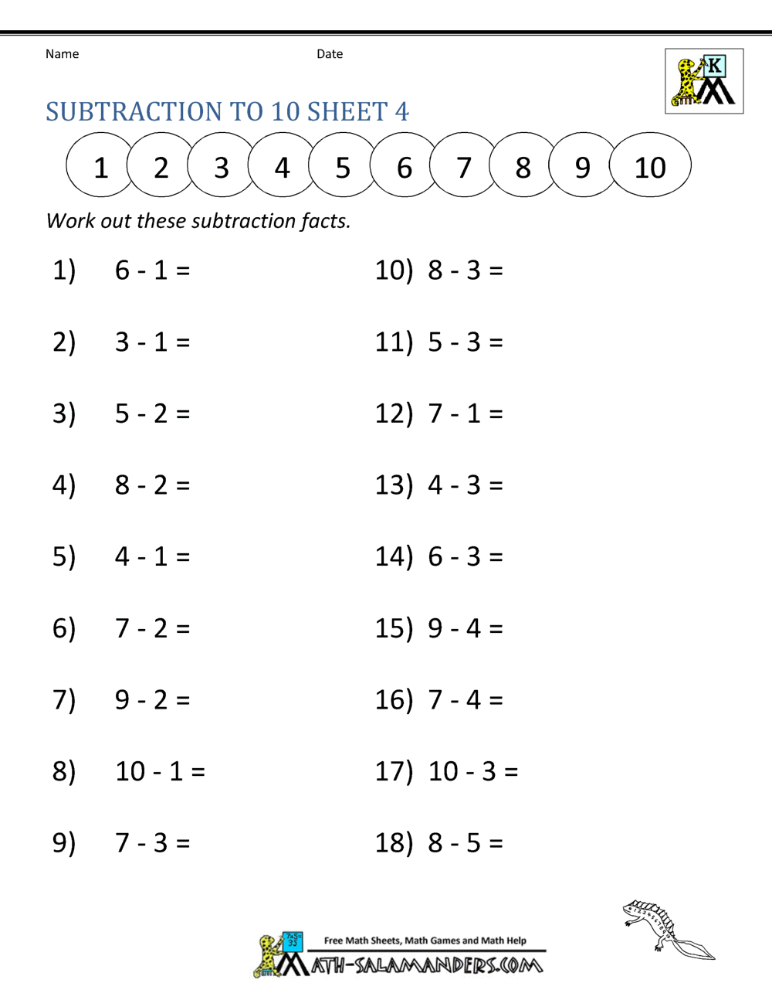 Name Date
K
SUBTRACTION TO 10 SHEET 4
1 2 3 4 5 6 7 8 9 10
Work out these subtraction facts.
1) 6 - 1 =
2) 3 - 1 =
3) 5 - 2 =
4) 8 - 2 =
5) 4 - 1 =
6) 7 - 2 =
7) 9 - 2 =
8) 10 - 1 =
9) 7 - 3 =
10) 8 - 3 =
11) 5 - 3 =
12) 7 - 1 =
13) 4 - 3 =
14) 6 - 3 =
15) 9 - 4 =
16) 7 - 4 =
17) 10 - 3 =
18) 8 - 5 =
7x5=
35
Free Math Sheets, Math Games and Math Help
MATH-SALAMANDERS.COM